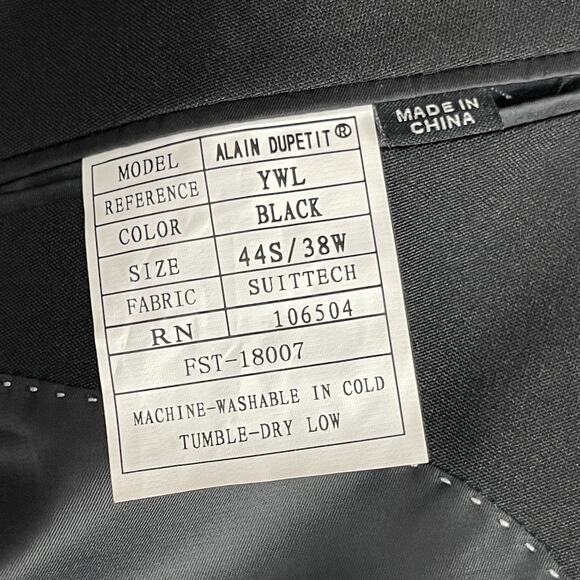 MODEL ALAIN DUPETIT®
REFERENCE YWL
COLOR BLACK
SIZE 44S/38W
FABRIC SUITTECH
RN 106504
FST-18007
MACHINE-WASHABLE IN COLD
TUMBLE-DRY LOW
MADE IN
CHINA